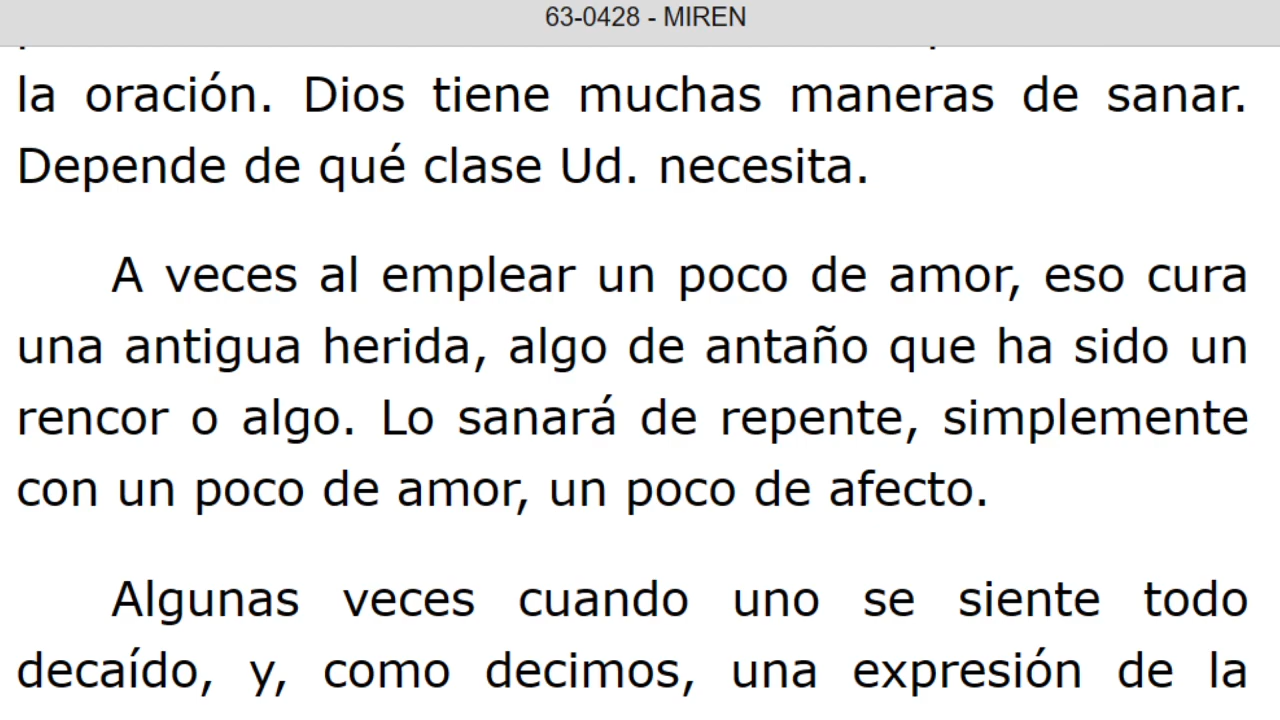 63-0428 - MIREN
la oración. Dios tiene muchas maneras de sanar.
Depende de qué clase Ud. necesita.
A veces al emplear un poco de amor, eso cura
una antigua herida, algo de antaño que ha sido un
rencor o algo. Lo sanará de repente, simplemente
con un poco de amor, un poco de afecto.
Algunas veces cuando uno se siente todo
decaído, y, como decimos, una expresión de la